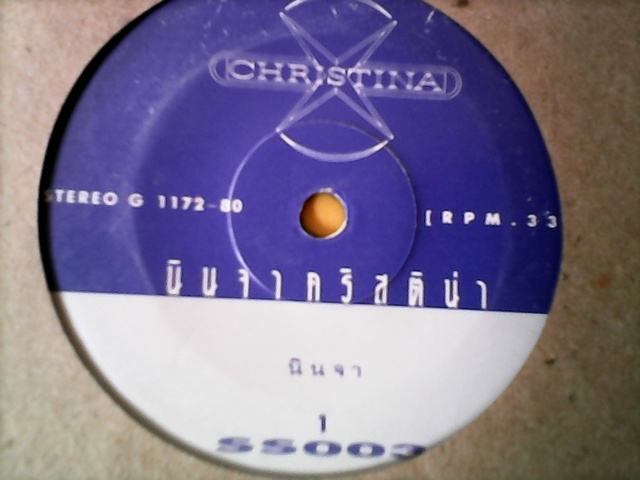 CHRISTINA
STEREO G 1172-80
[RPM.33
นินจาคริสติน่า
นินจา
1
SS003